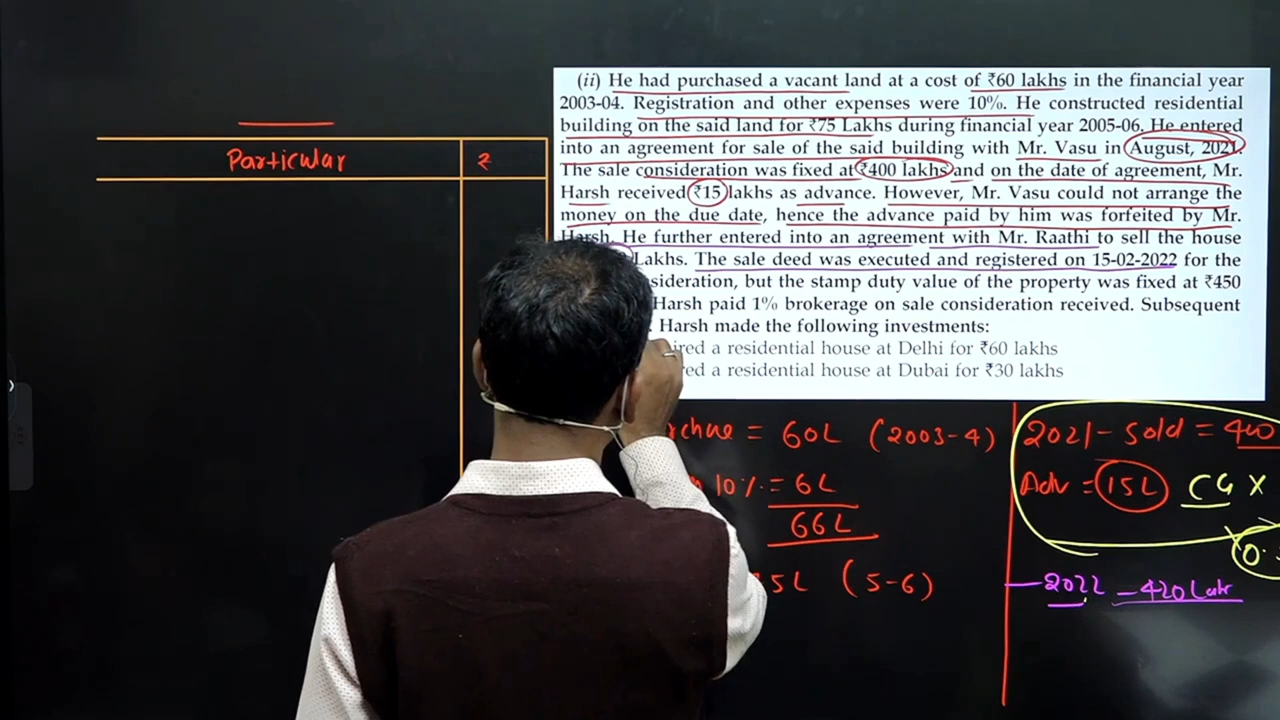 (ii) He had purchased a vacant land at a cost of ₹60 lakhs in the financial year
2003-04. Registration and other expenses were 10%. He constructed residential
building on the said land for ₹75 Lakhs during financial year 2005-06. He entered
into an agreement for sale of the said building with Mr. Vasu in August, 2021.
The sale consideration was fixed at ₹400 lakhs and on the date of agreement, Mr.
Harsh received ₹15 lakhs as advance. However, Mr. Vasu could not arrange the
money on the due date, hence the advance paid by him was forfeited by Mr.
Harsh. He further entered into an agreement with Mr. Raathi to sell the house
Lakhs. The sale deed was executed and registered on 15-02-2022 for the
sideration, but the stamp duty value of the property was fixed at ₹450
Harsh paid 1% brokerage on sale consideration received. Subsequent
Harsh made the following investments:
ired a residential house at Delhi for ₹60 lakhs
red a residential house at Dubai for ₹30 lakhs
Particular ₹
= 60L (2003-4)
10% = 6L
66L
5L (5-6)
2021 - Sold = 400
Adv = 15L CG X
2022 - 420 Lakh